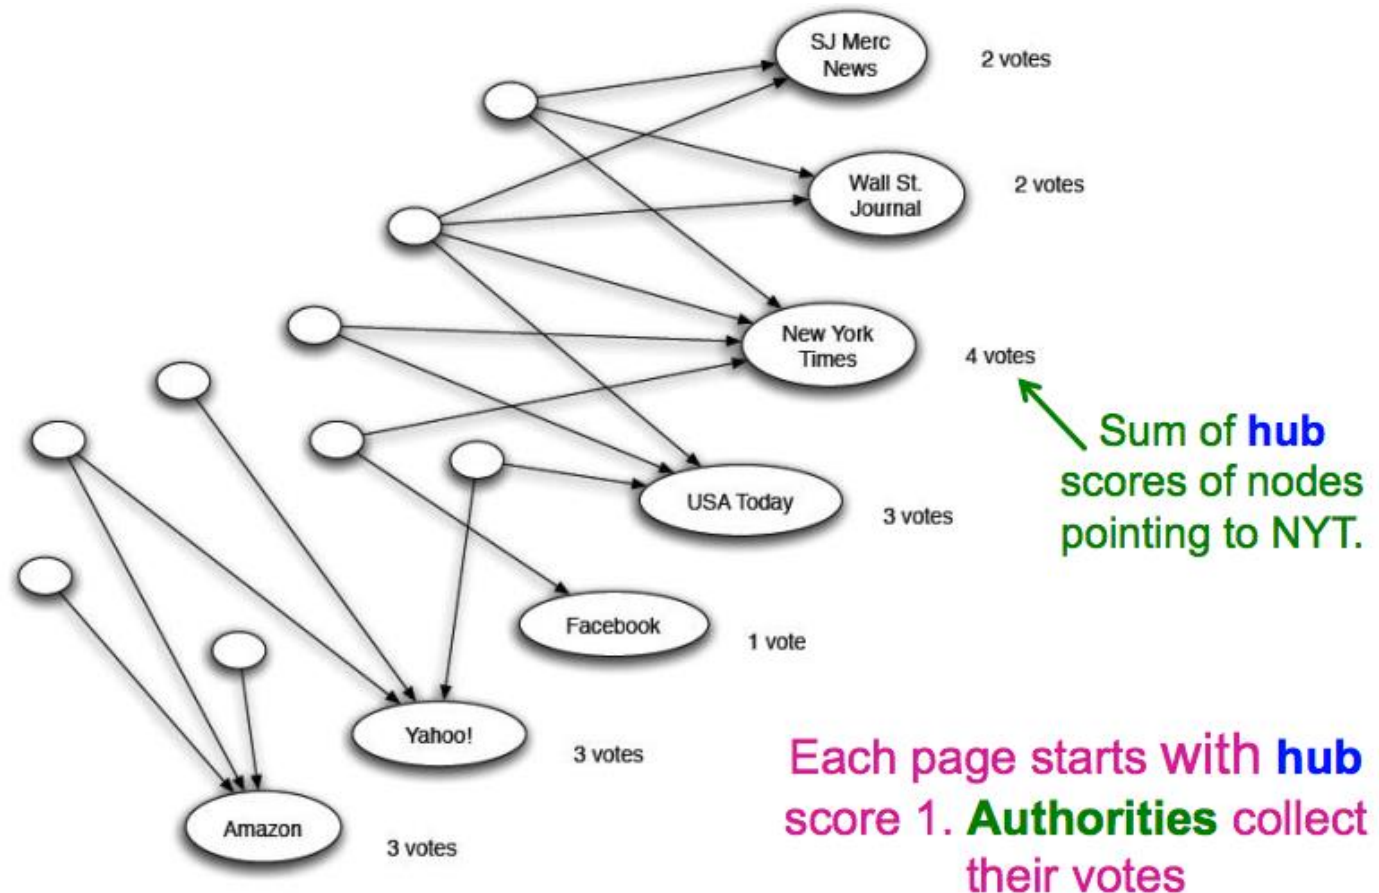 SJ Merc
News
2 votes
Wall St.
Journal
2 votes
New York
Times
4 votes
Sum of hub
scores of nodes
pointing to NYT.
USA Today
3 votes
Facebook
1 vote
Yahoo!
3 votes
Amazon
3 votes
Each page starts with hub
score 1. Authorities collect
their votes